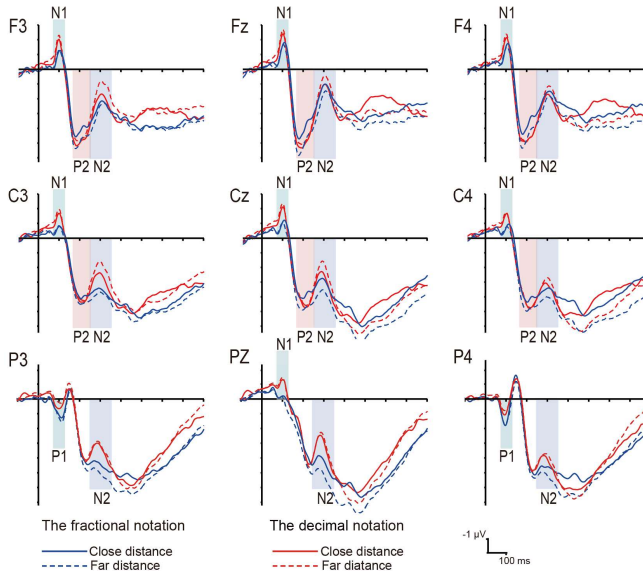 N1 N1 N1
F3 Fz F4
P2 N2 P2 N2 P2 N2
N1 N1 N1
C3 Cz C4
P2 N2 P2 N2 P2 N2
P3 PZ N1 P4
P1 P1
N2 N2 N2
The fractional notation The decimal notation
Close distance Close distance
Far distance Far datance
-1 μV
100 ms